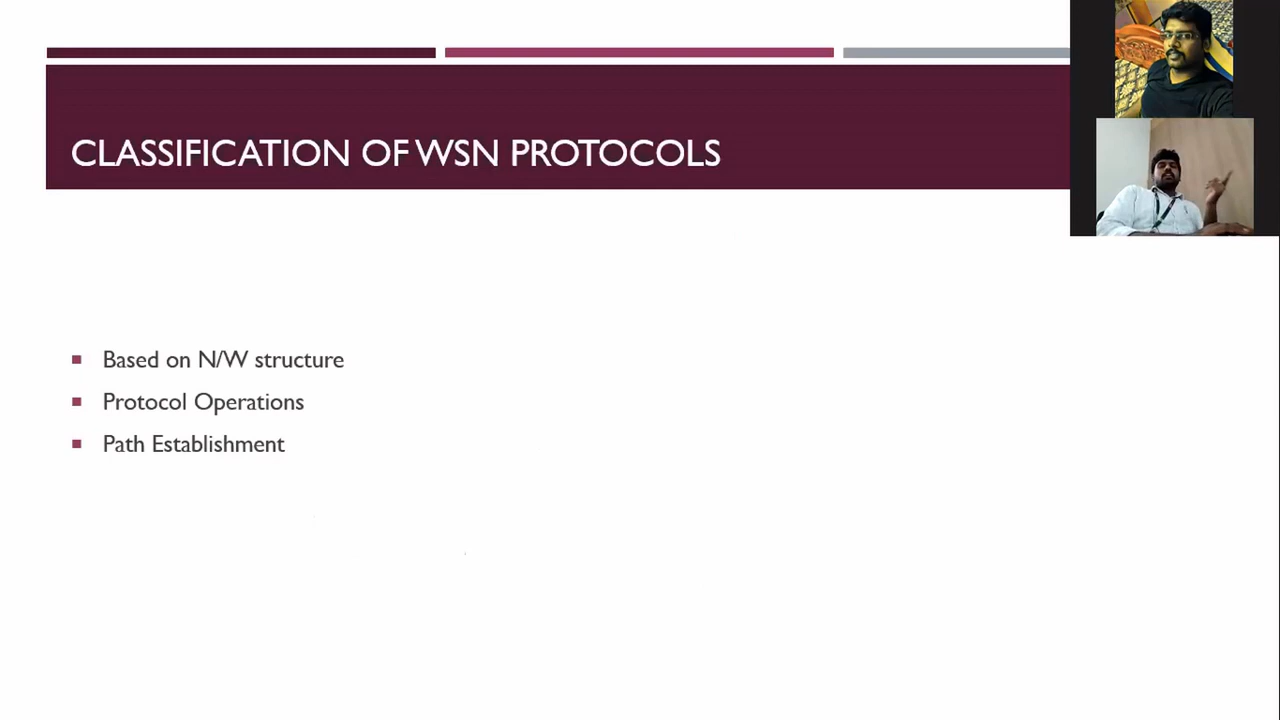 CLASSIFICATION OF WSN PROTOCOLS
Based on N/W structure
Protocol Operations
Path Establishment